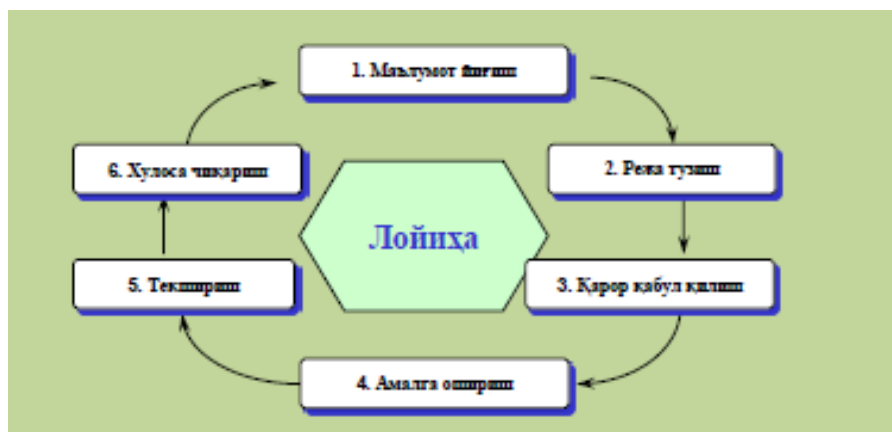 1. Маълумот йиғиш
6. Хулоса чиқариш
2. Режа тузиш
Лойиҳа
5. Текшириш
3. Қарор қабул қилиш
4. Амалга ошириш